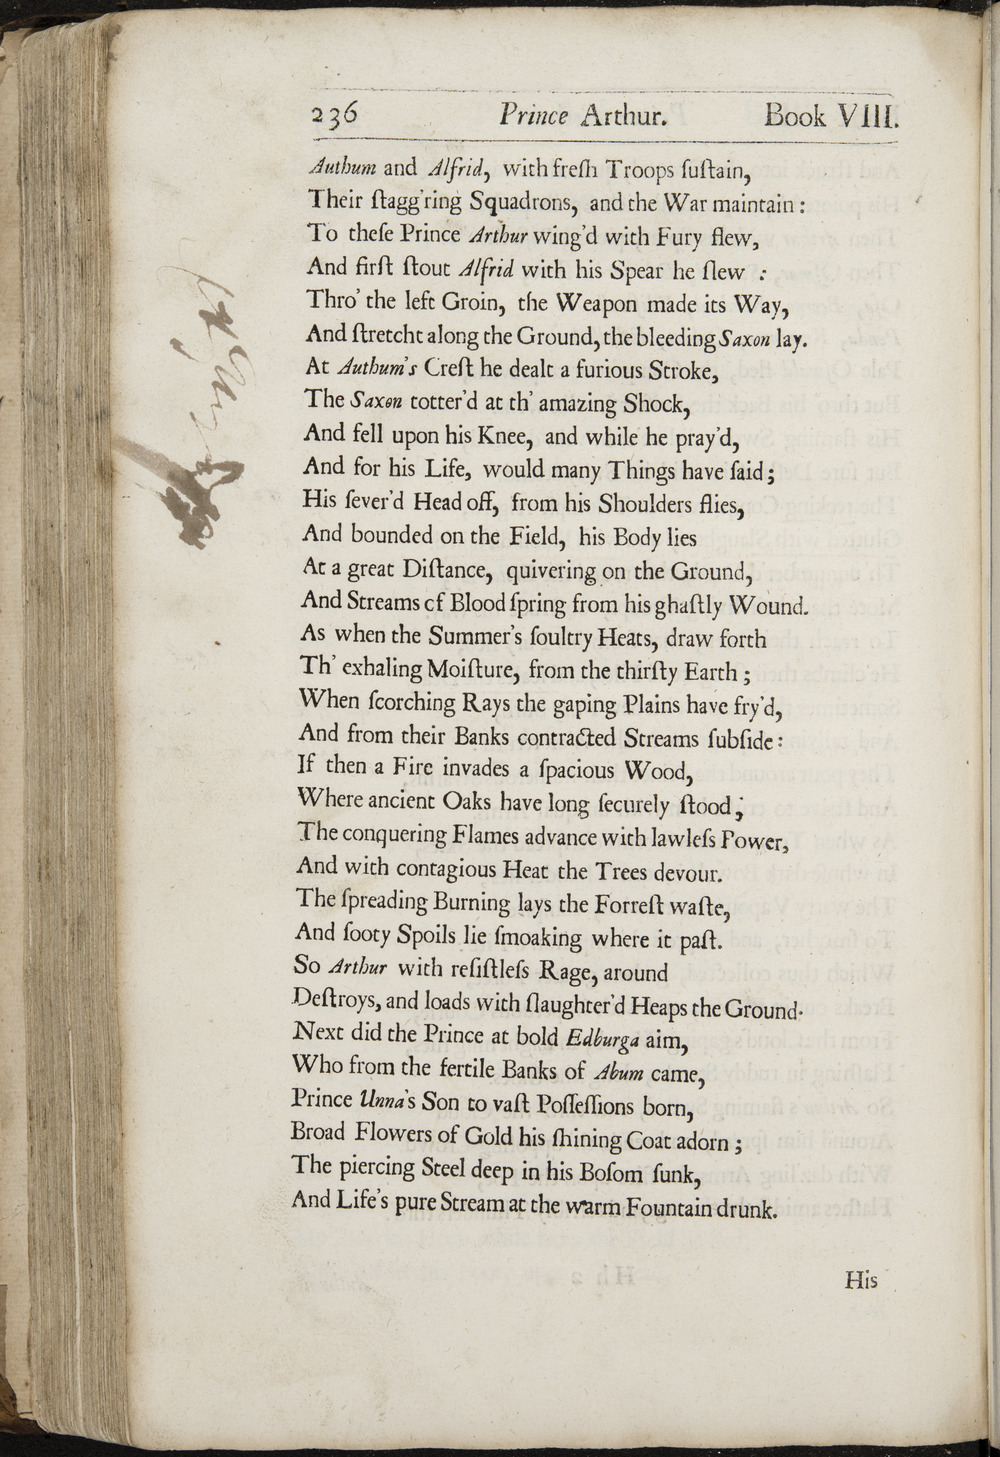 236 Prince Arthur. Book VIII.
Authum and Alfrid, with freſh Troops ſuſtain,
Their ſtagg'ring Squadrons, and the War maintain :
To theſe Prince Arthur wing'd with Fury flew,
And firſt ſtout Alfrid with his Spear he ſlew :
Thro' the left Groin, the Weapon made its Way,
And ſtretcht along the Ground, the bleeding Saxon lay.
At Authum's Creſt he dealt a furious Stroke,
The Saxon totter'd at th' amazing Shock,
And fell upon his Knee, and while he pray'd,
And for his Life, would many Things have ſaid ;
His ſever'd Head off, from his Shoulders flies,
And bounded on the Field, his Body lies
At a great Diſtance, quivering on the Ground,
And Streams of Blood ſpring from his ghaſtly Wound.
As when the Summer's ſoultry Heats, draw forth
Th' exhaling Moiſture, from the thirſty Earth ;
When ſcorching Rays the gaping Plains have fry'd,
And from their Banks contracted Streams ſubſide :
If then a Fire invades a ſpacious Wood,
Where ancient Oaks have long ſecurely ſtood ;
The conquering Flames advance with lawleſs Power,
And with contagious Heat the Trees devour.
The ſpreading Burning lays the Forreſt waſte,
And ſooty Spoils lie ſmoaking where it paſt.
So Arthur with reſiſtleſs Rage, around
Deſtroys, and loads with ſlaughter'd Heaps the Ground.
Next did the Prince at bold Edburga aim,
Who from the fertile Banks of Abum came,
Prince Unna's Son to vaſt Poſſeſſions born,
Broad Flowers of Gold his ſhining Coat adorn ;
The piercing Steel deep in his Boſom ſunk,
And Life's pure Stream at the warm Fountain drunk.
His